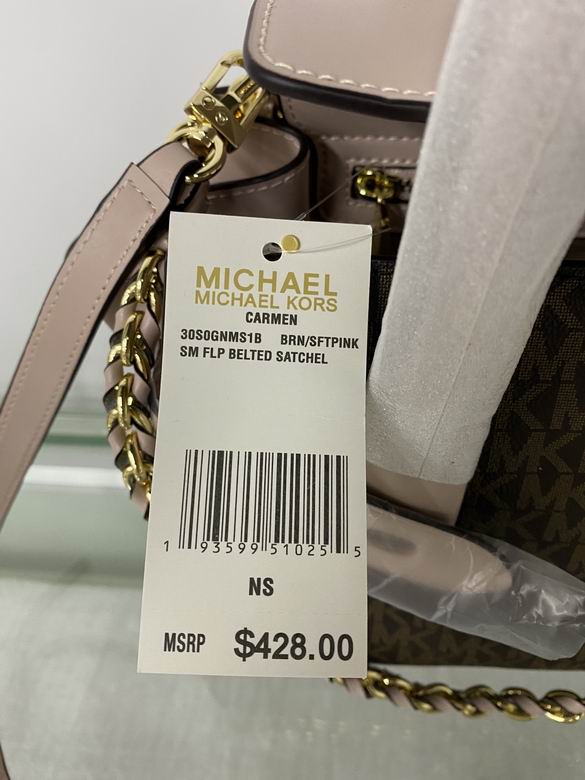 MICHAEL
MICHAEL KORS
CARMEN
30S0GNMS1B BRN/SFTPINK
SM FLP BELTED SATCHEL
1 93599 51025 5
NS
MSRP $428.00
MK